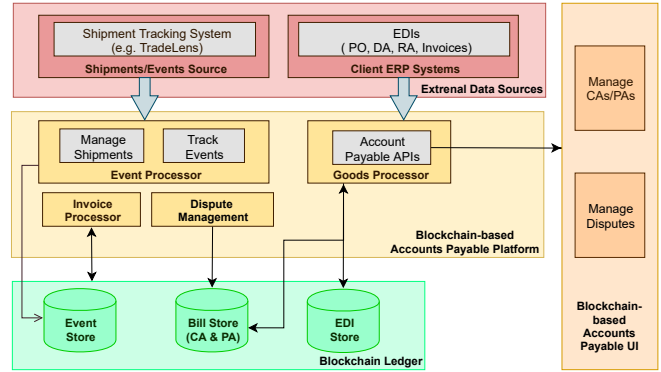 Shipment Tracking System
(e.g. TradeLens)
Shipments/Events Source
EDIs
( PO, DA, RA, Invoices)
Client ERP Systems
Extrenal Data Sources
Manage
Shipments
Track
Events
Event Processor
Account
Payable APIs
Goods Processor
Invoice
Processor
Dispute
Management
Blockchain-based
Accounts Payable Platform
Event
Store
Bill Store
(CA & PA)
EDI
Store
Blockchain Ledger
Manage
CAs/PAs
Manage
Disputes
Blockchain-
based
Accounts
Payable UI